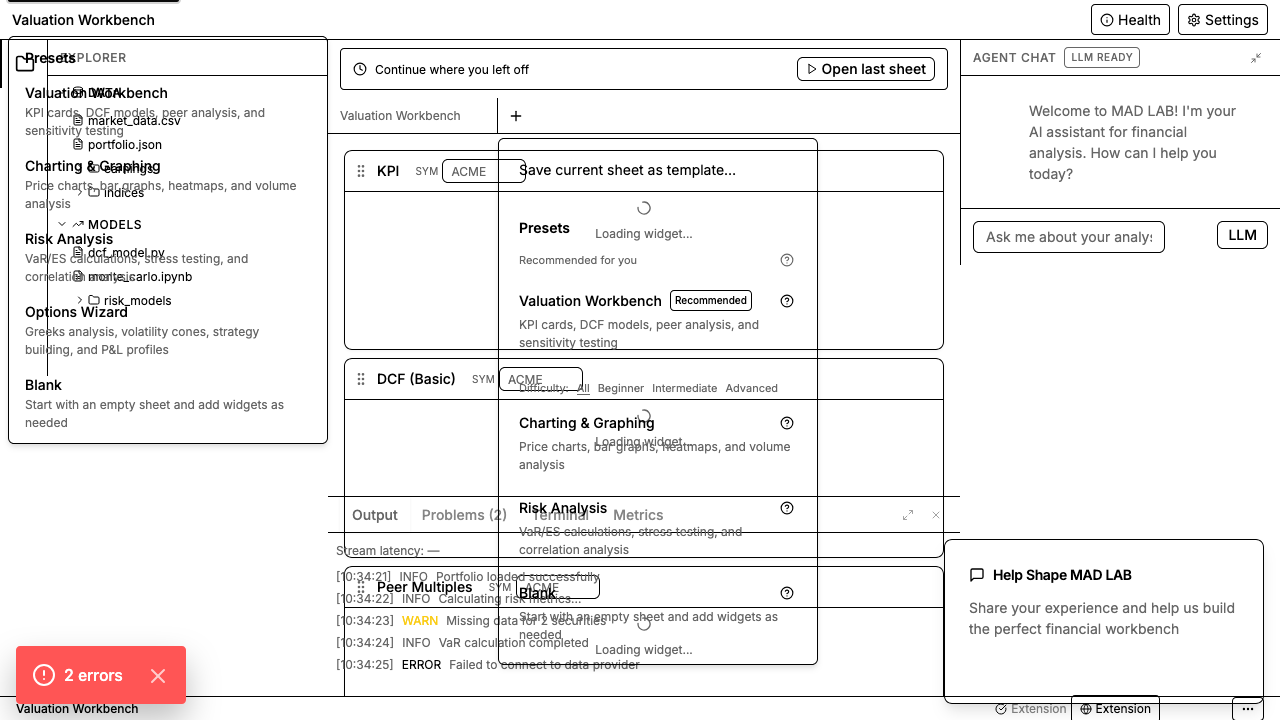 Valuation Workbench
Health
Settings
Presets
Valuation Workbench
KPI cards, DCF models, peer analysis, and
sensitivity testing
Charting & Graphing
Price charts, bar graphs, heatmaps, and volume
analysis
Risk Analysis
VaR/ES calculations, stress testing, and
correlation analysis
Options Wizard
Greeks analysis, volatility cones, strategy
building, and P&L profiles
Blank
Start with an empty sheet and add widgets as
needed
EXPLORER
DATA
market_data.csv
portfolio.json
earnings
indices
MODELS
dcf_model.py
monte_carlo.ipynb
risk_models
Continue where you left off
Open last sheet
Valuation Workbench
KPI
SYM
ACME
Loading widget...
DCF (Basic)
SYM
ACME
Loading widget...
Peer Multiples
SYM
ACME
Loading widget...
Save current sheet as template...
Presets
Recommended for you
Valuation Workbench
Recommended
KPI cards, DCF models, peer analysis, and
sensitivity testing
Difficulty: All Beginner Intermediate Advanced
Charting & Graphing
Price charts, bar graphs, heatmaps, and volume
analysis
Risk Analysis
VaR/ES calculations, stress testing, and
correlation analysis
Blank
Start with an empty sheet and add widgets as
needed
Output
Problems (2)
Terminal
Metrics
Stream latency: —
[10:34:21] INFO Portfolio loaded successfully
[10:34:22] INFO Calculating risk metrics...
[10:34:23] WARN Missing data for 2 securities
[10:34:24] INFO VaR calculation completed
[10:34:25] ERROR Failed to connect to data provider
AGENT CHAT
LLM READY
Welcome to MAD LAB! I'm your
AI assistant for financial
analysis. How can I help you
today?
Ask me about your analys
LLM
Help Shape MAD LAB
Share your experience and help us build
the perfect financial workbench
2 errors
Valuation Workbench
Extension
Extension